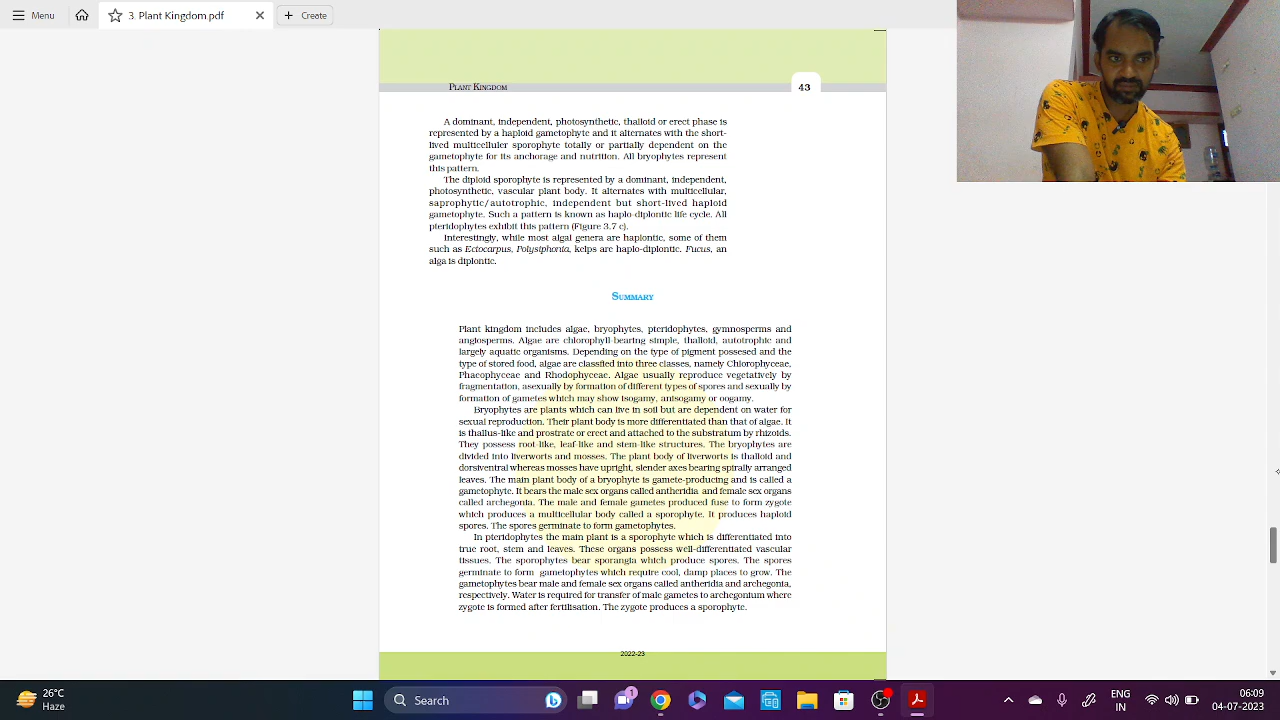 Menu
3. Plant Kingdom.pdf
Create
PLANT KINGDOM
43
A dominant, independent, photosynthetic, thalloid or erect phase is
represented by a haploid gametophyte and it alternates with the short-
lived multicelluler sporophyte totally or partially dependent on the
gametophyte for its anchorage and nutrition. All bryophytes represent
this pattern.
The diploid sporophyte is represented by a dominant, independent,
photosynthetic, vascular plant body. It alternates with multicellular,
saprophytic/autotrophic, independent but short-lived haploid
gametophyte. Such a pattern is known as haplo-diplontic life cycle. All
pteridophytes exhibit this pattern (Figure 3.7 c).
Interestingly, while most algal genera are haplontic, some of them
such as Ectocarpus, Polysiphonia, kelps are haplo-diplontic. Fucus, an
alga is diplontic.
SUMMARY
Plant kingdom includes algae, bryophytes, pteridophytes, gymnosperms and
angiosperms. Algae are chlorophyll-bearing simple, thalloid, autotrophic and
largely aquatic organisms. Depending on the type of pigment possesed and the
type of stored food, algae are classfied into three classes, namely Chlorophyceae,
Phaeophyceae and Rhodophyceae. Algae usually reproduce vegetatively by
fragmentation, asexually by formation of different types of spores and sexually by
formation of gametes which may show isogamy, anisogamy or oogamy.
Bryophytes are plants which can live in soil but are dependent on water for
sexual reproduction. Their plant body is more differentiated than that of algae. It
is thallus-like and prostrate or erect and attached to the substratum by rhizoids.
They possess root-like, leaf-like and stem-like structures. The bryophytes are
divided into liverworts and mosses. The plant body of liverworts is thalloid and
dorsiventral whereas mosses have upright, slender axes bearing spirally arranged
leaves. The main plant body of a bryophyte is gamete-producing and is called a
gametophyte. It bears the male sex organs called antheridia and female sex organs
called archegonia. The male and female gametes produced fuse to form zygote
which produces a multicellular body called a sporophyte. It produces haploid
spores. The spores germinate to form gametophytes.
In pteridophytes the main plant is a sporophyte which is differentiated into
true root, stem and leaves. These organs possess well-differentiated vascular
tissues. The sporophytes bear sporangia which produce spores. The spores
germinate to form gametophytes which require cool, damp places to grow. The
gametophytes bear male and female sex organs called antheridia and archegonia,
respectively. Water is required for transfer of male gametes to archegonium where
zygote is formed after fertilisation. The zygote produces a sporophyte.
2022-23
26°C
Haze
Search
1
ENG
IN
06:09
04-07-2023